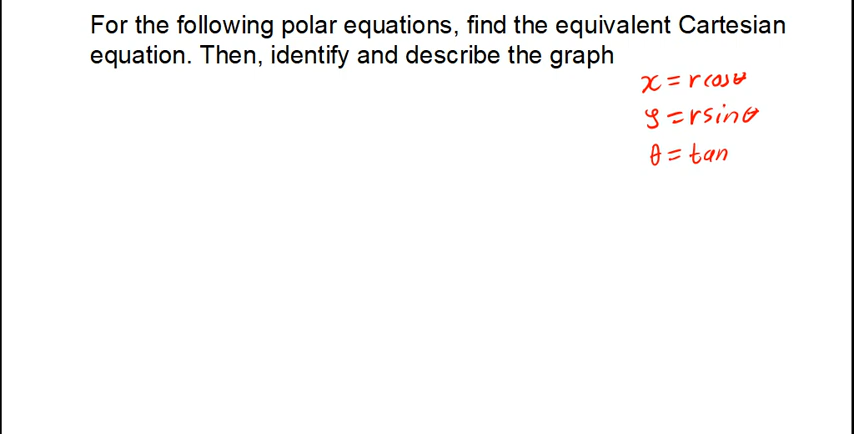 For the following polar equations, find the equivalent Cartesian
equation. Then, identify and describe the graph
x = rcosθ
y = rsinθ
θ = tan